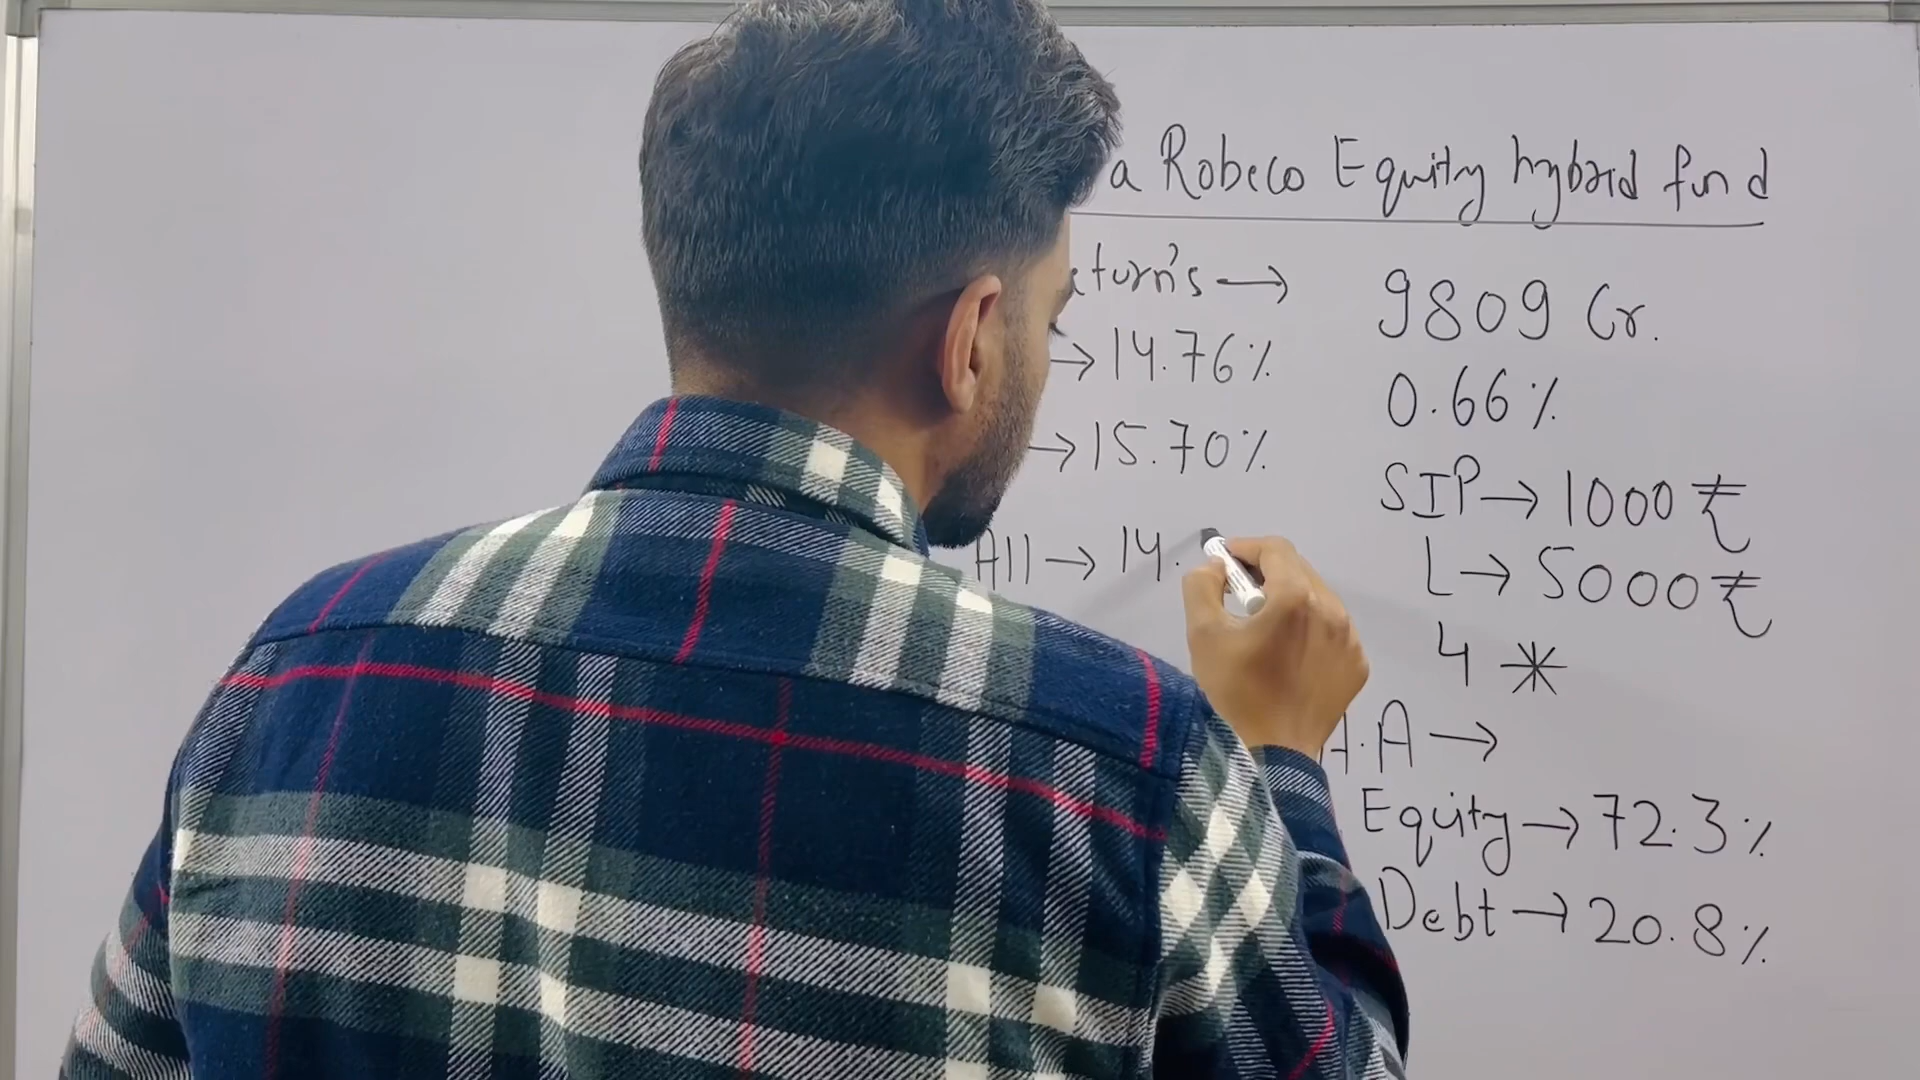 a Robeco Equity hybrid fund
eturn's →
→ 14.76%
→ 15.70%
All → 14.
9809 Cr.
0.66%
SIP → 1000 ₹
L → 5000 ₹
4 *
A.A →
Equity → 72.3%
Debt → 20.8%